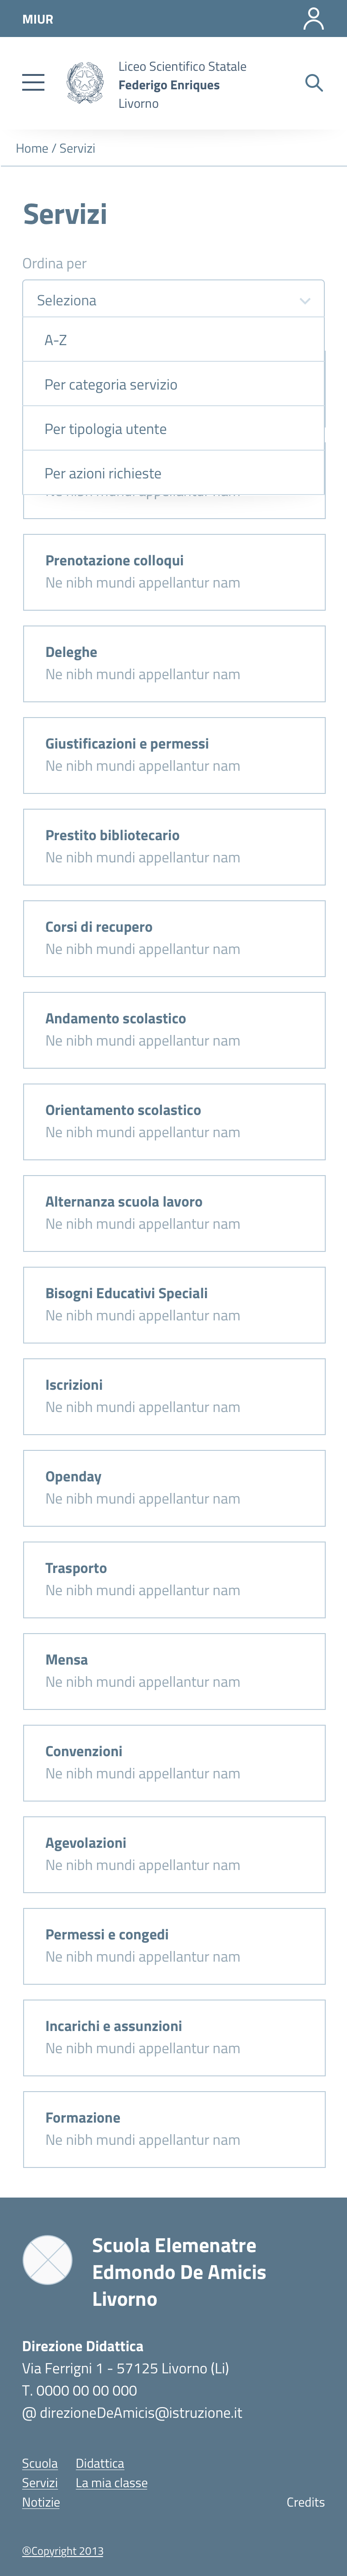 MIUR
Liceo Scientifico Statale
Federigo Enriques
Livorno
Home / Servizi
Servizi
Ordina per
Seleziona
A-Z
Per categoria servizio
Per tipologia utente
Per azioni richieste
Ne nibh mundi appellantur nam
Prenotazione colloqui
Ne nibh mundi appellantur nam
Deleghe
Ne nibh mundi appellantur nam
Giustificazioni e permessi
Ne nibh mundi appellantur nam
Prestito bibliotecario
Ne nibh mundi appellantur nam
Corsi di recupero
Ne nibh mundi appellantur nam
Andamento scolastico
Ne nibh mundi appellantur nam
Orientamento scolastico
Ne nibh mundi appellantur nam
Alternanza scuola lavoro
Ne nibh mundi appellantur nam
Bisogni Educativi Speciali
Ne nibh mundi appellantur nam
Iscrizioni
Ne nibh mundi appellantur nam
Openday
Ne nibh mundi appellantur nam
Trasporto
Ne nibh mundi appellantur nam
Mensa
Ne nibh mundi appellantur nam
Convenzioni
Ne nibh mundi appellantur nam
Agevolazioni
Ne nibh mundi appellantur nam
Permessi e congedi
Ne nibh mundi appellantur nam
Incarichi e assunzioni
Ne nibh mundi appellantur nam
Formazione
Ne nibh mundi appellantur nam
Scuola Elemenatre
Edmondo De Amicis
Livorno
Direzione Didattica
Via Ferrigni 1 - 57125 Livorno (Li)
T. 0000 00 00 000
@ direzioneDeAmicis@istruzione.it
Scuola Didattica
Servizi La mia classe
Notizie Credits
®Copyright 2013